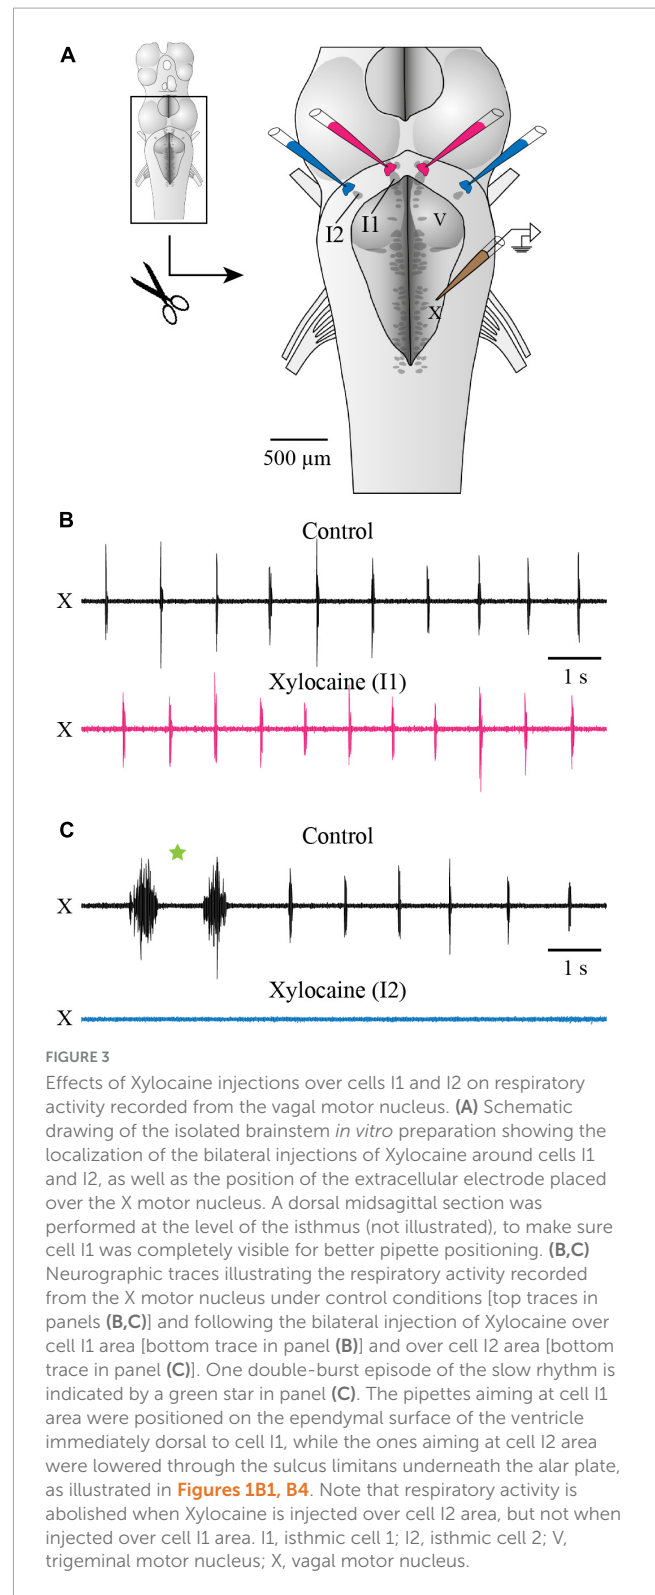 A
I2
I1
V
X
500 µm
B
Control
X
1 s
Xylocaine (I1)
X
C
Control
X
1 s
Xylocaine (I2)
X
FIGURE 3
Effects of Xylocaine injections over cells I1 and I2 on respiratory
activity recorded from the vagal motor nucleus. (A) Schematic
drawing of the isolated brainstem in vitro preparation showing the
localization of the bilateral injections of Xylocaine around cells I1
and I2, as well as the position of the extracellular electrode placed
over the X motor nucleus. A dorsal midsagittal section was
performed at the level of the isthmus (not illustrated), to make sure
cell I1 was completely visible for better pipette positioning. (B,C)
Neurographic traces illustrating the respiratory activity recorded
from the X motor nucleus under control conditions [top traces in
panels (B,C)] and following the bilateral injection of Xylocaine over
cell I1 area [bottom trace in panel (B)] and over cell I2 area [bottom
trace in panel (C)]. One double-burst episode of the slow rhythm is
indicated by a green star in panel (C). The pipettes aiming at cell I1
area were positioned on the ependymal surface of the ventricle
immediately dorsal to cell I1, while the ones aiming at cell I2 area
were lowered through the sulcus limitans underneath the alar plate,
as illustrated in Figures 1B1, B4. Note that respiratory activity is
abolished when Xylocaine is injected over cell I2 area, but not when
injected over cell I1 area. I1, isthmic cell 1; I2, isthmic cell 2; V,
trigeminal motor nucleus; X, vagal motor nucleus.